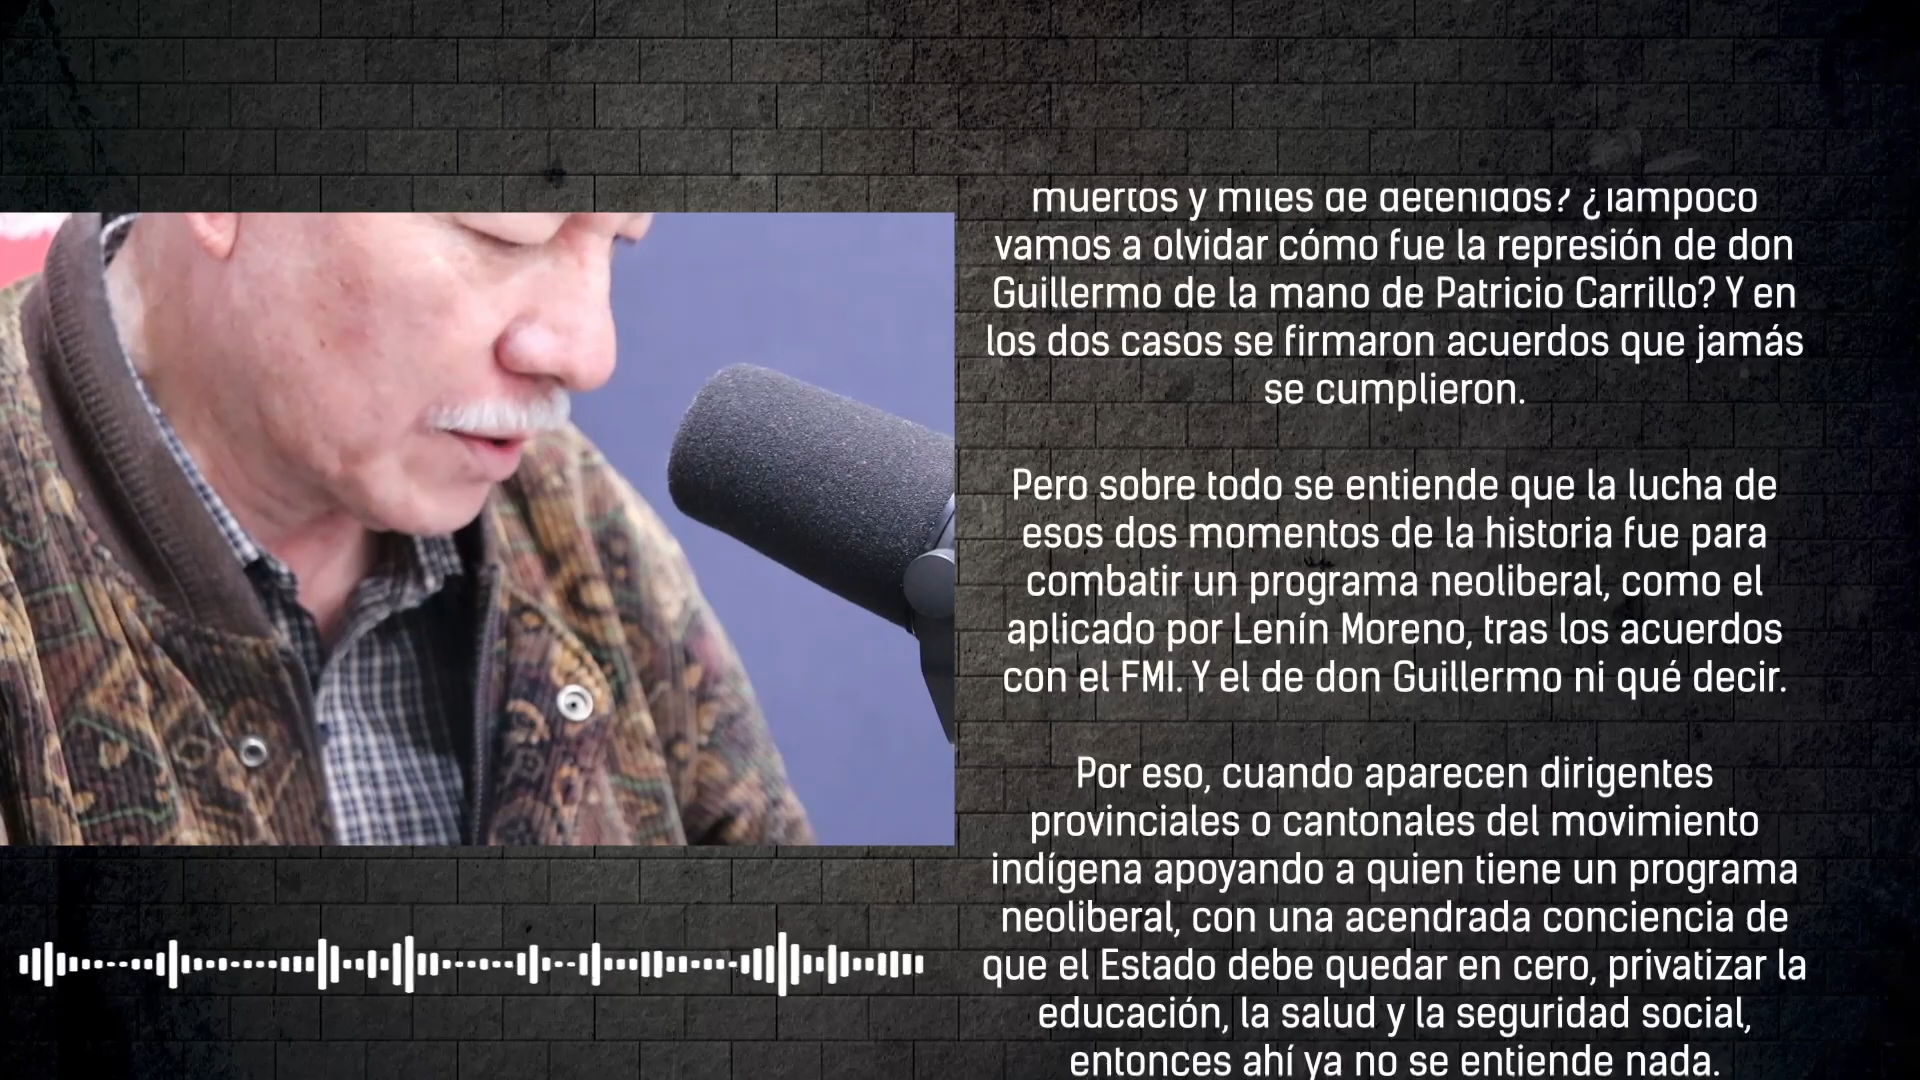 muertos y miles de detenidos? ¿Tampoco
vamos a olvidar cómo fue la represión de don
Guillermo de la mano de Patricio Carrillo? Y en
los dos casos se firmaron acuerdos que jamás
se cumplieron.
Pero sobre todo se entiende que la lucha de
esos dos momentos de la historia fue para
combatir un programa neoliberal, como el
aplicado por Lenín Moreno, tras los acuerdos
con el FMI. Y el de don Guillermo ni qué decir.
Por eso, cuando aparecen dirigentes
provinciales o cantonales del movimiento
indígena apoyando a quien tiene un programa
neoliberal, con una acendrada conciencia de
que el Estado debe quedar en cero, privatizar la
educación, la salud y la seguridad social,
entonces ahí ya no se entiende nada.